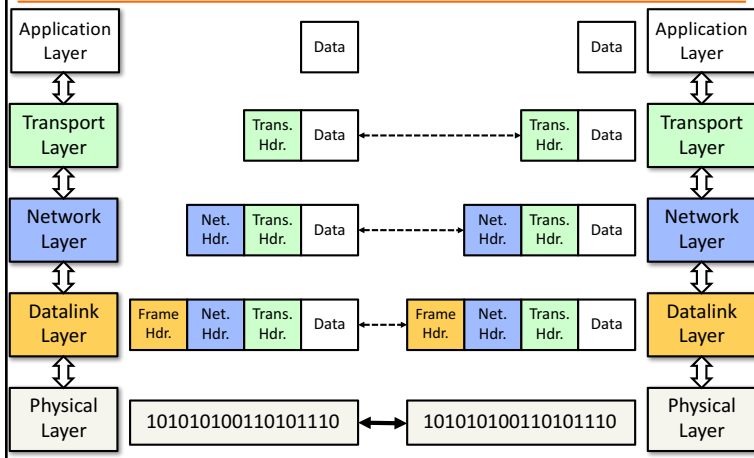 Application
Layer
Data
Data
Application
Layer
Transport
Layer
Trans.
Hdr.
Data
Trans.
Hdr.
Data
Transport
Layer
Network
Layer
Net.
Hdr.
Trans.
Hdr.
Data
Net.
Hdr.
Trans.
Hdr.
Data
Network
Layer
Datalink
Layer
Frame
Hdr.
Net.
Hdr.
Trans.
Hdr.
Data
Frame
Hdr.
Net.
Hdr.
Trans.
Hdr.
Data
Datalink
Layer
Physical
Layer
101010100110101110
101010100110101110
Physical
Layer